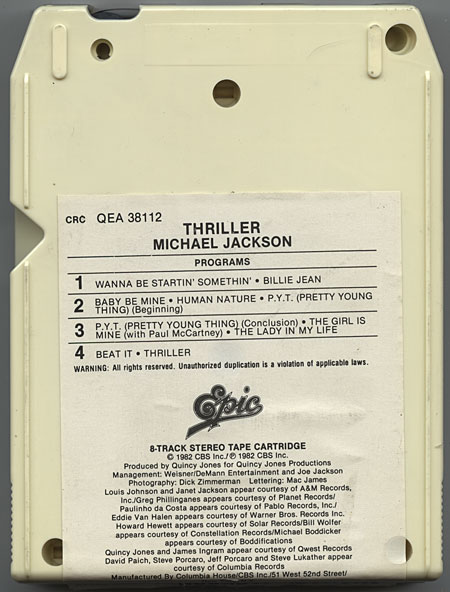 CRC QEA 38112
THRILLER
MICHAEL JACKSON
PROGRAMS
1 WANNA BE STARTIN' SOMETHIN' • BILLIE JEAN
2 BABY BE MINE • HUMAN NATURE • P.Y.T. (PRETTY YOUNG
THING) (Beginning)
3 P.Y.T. (PRETTY YOUNG THING) (Conclusion) • THE GIRL IS
MINE (with Paul McCartney) • THE LADY IN MY LIFE
4 BEAT IT • THRILLER
WARNING: All rights reserved. Unauthorized duplication is a violation of applicable laws.
Epic
8-TRACK STEREO TAPE CARTRIDGE
© 1982 CBS Inc./℗ 1982 CBS Inc.
Produced by Quincy Jones for Quincy Jones Productions
Management: Weisner/DeMann Entertainment and Joe Jackson
Photography: Dick Zimmerman Lettering: Mac James
Louis Johnson and Janet Jackson appear courtesy of A&M Records,
Inc./Greg Phillinganes appear courtesy of Planet Records/
Paulinho da Costa appears courtesy of Pablo Records, Inc./
Eddie Van Halen appears courtesy of Warner Bros. Records Inc.
Howard Hewett appears courtesy of Solar Records/Bill Wolfer
appears courtesy of Constellation Records/Michael Boddicker
appears courtesy of Boddifications
Quincy Jones and James Ingram appear courtesy of Qwest Records
David Paich, Steve Porcaro, Jeff Porcaro and Steve Lukather appear
courtesy of Columbia Records
Manufactured By Columbia House/CBS Inc./51 West 52nd Street/